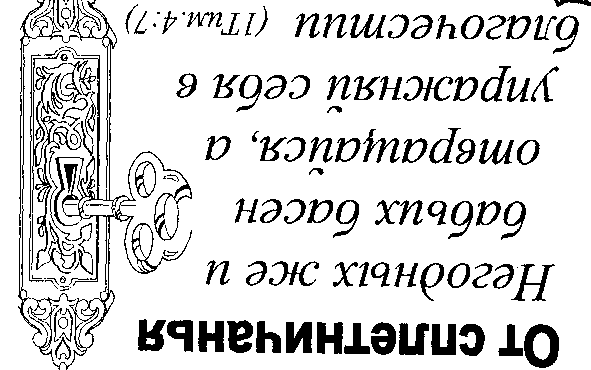 От сплетничанья
Негодных же и
бабьих басен
отвращайся, а
упражняй себя в
благочестии (1Тим.4:7)